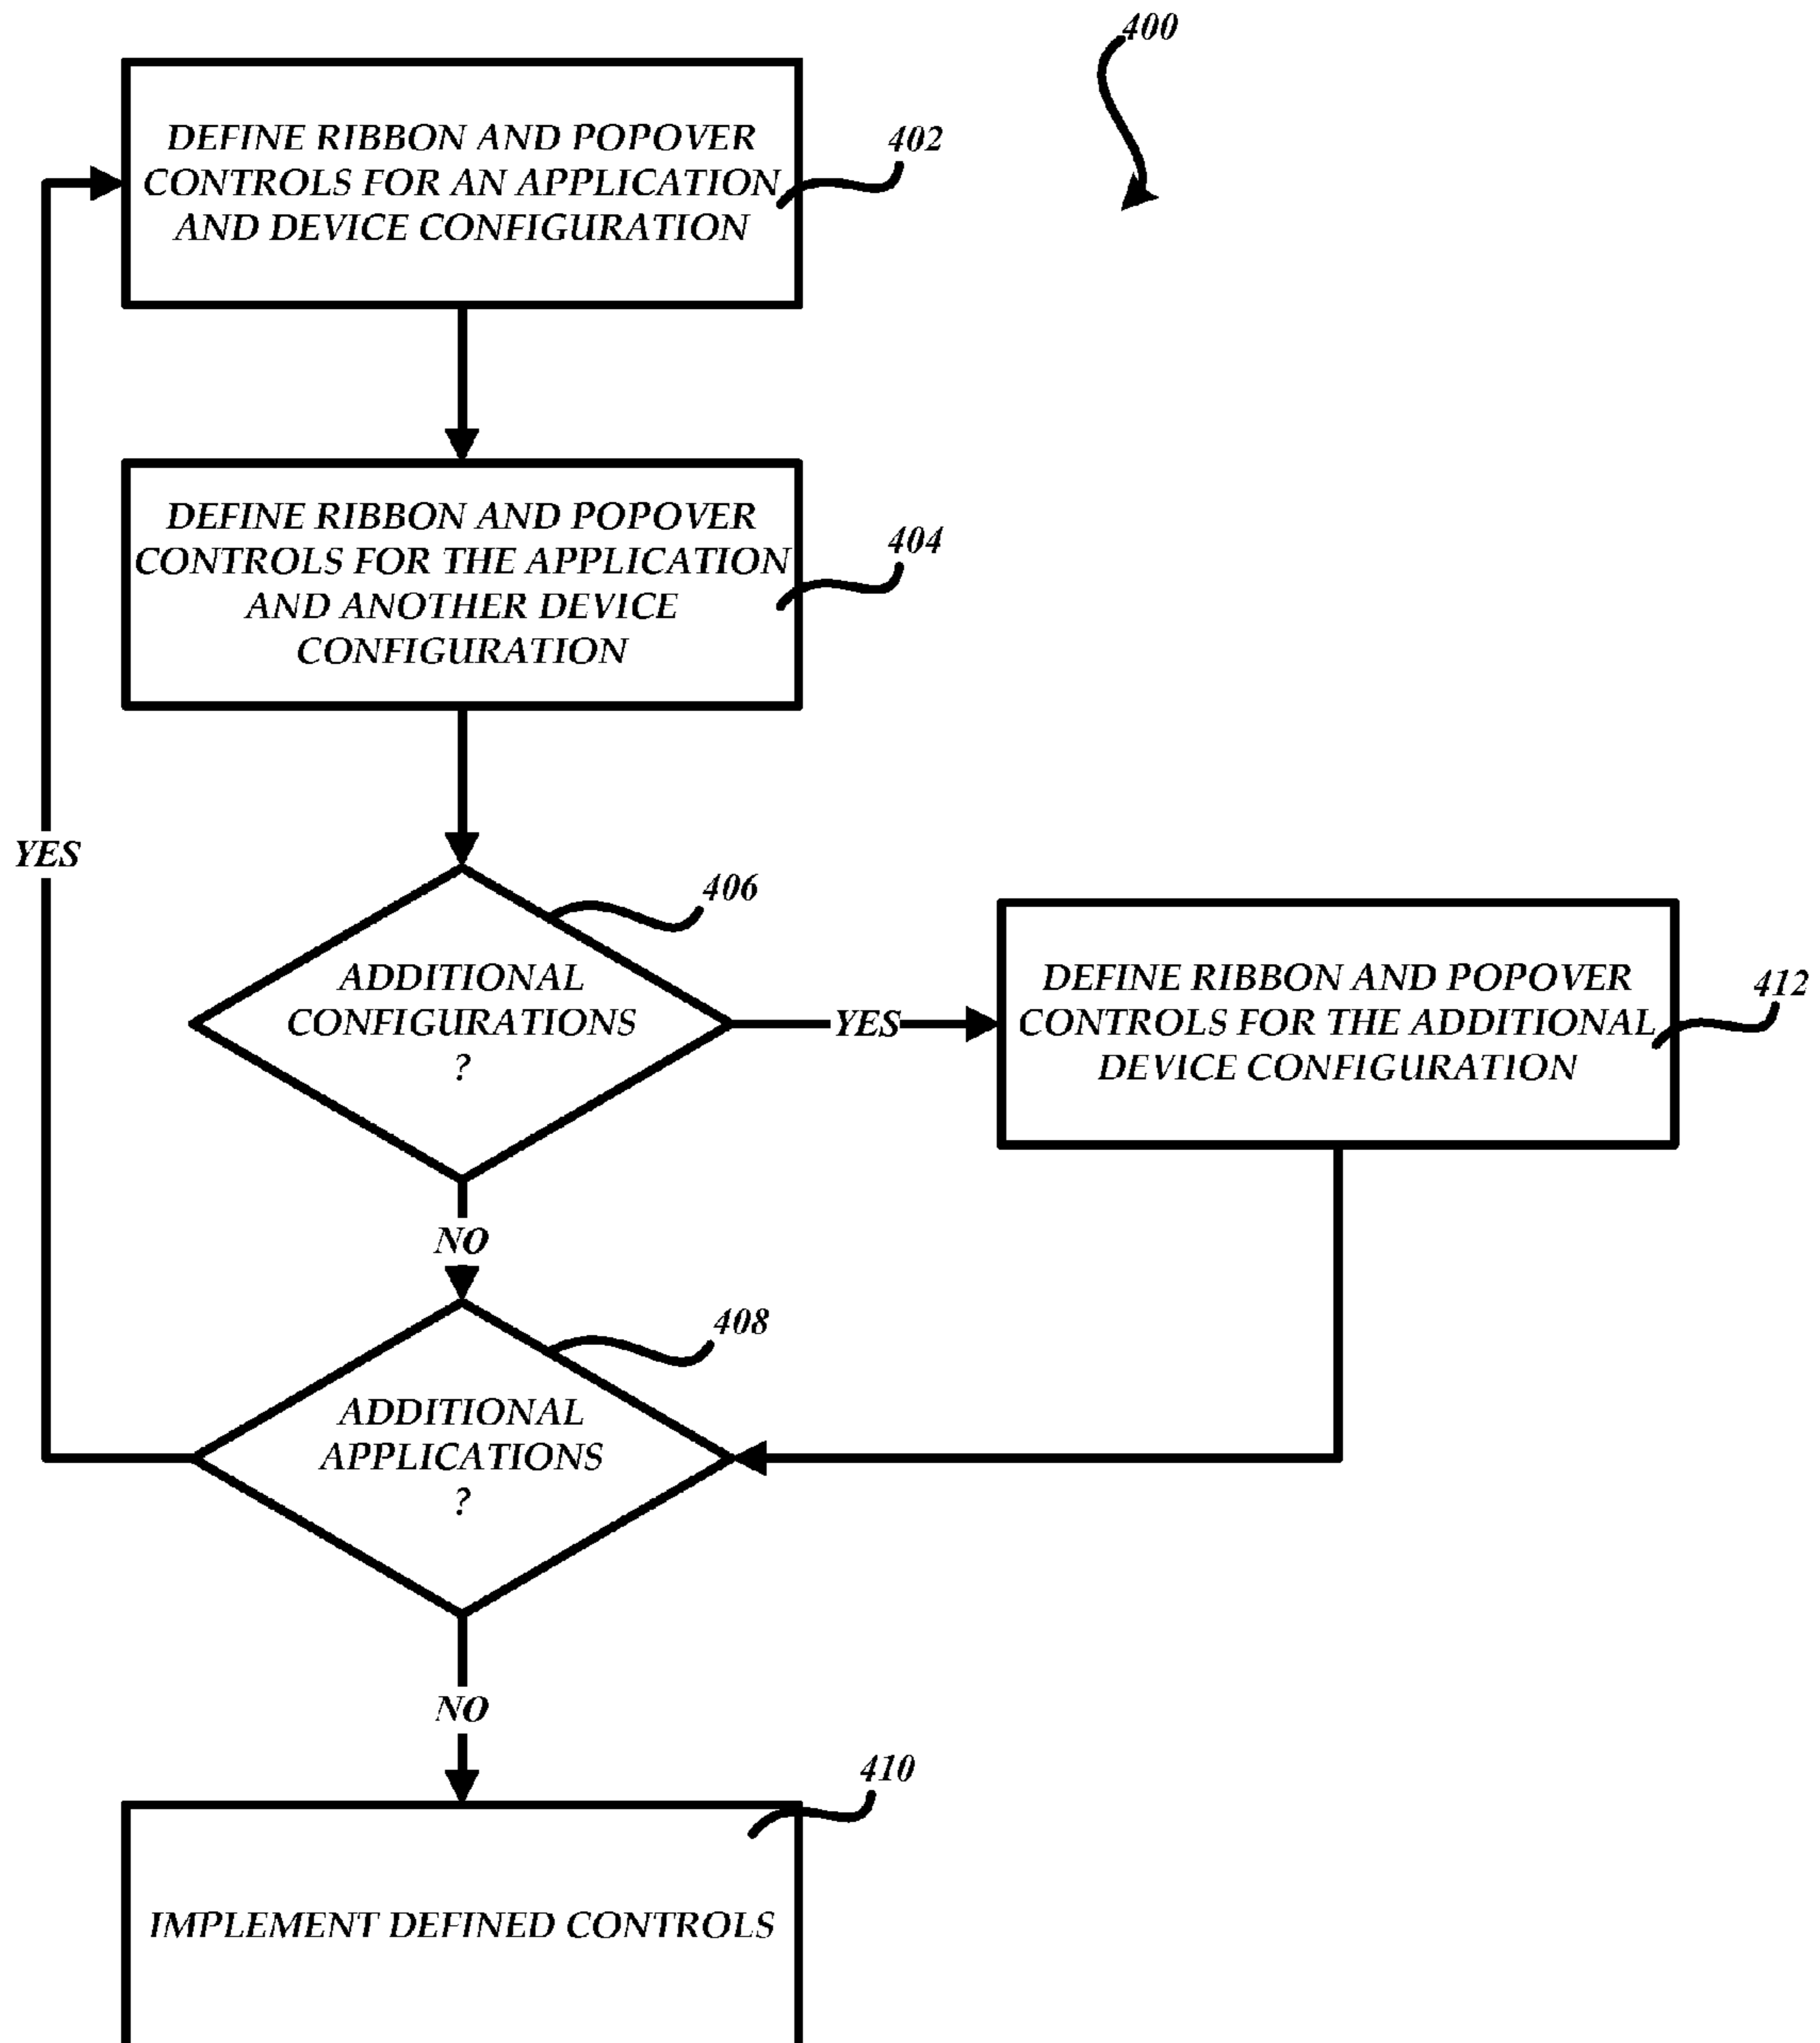 400
DEFINE RIBBON AND POPOVER
CONTROLS FOR AN APPLICATION
AND DEVICE CONFIGURATION
402
DEFINE RIBBON AND POPOVER
CONTROLS FOR THE APPLICATION
AND ANOTHER DEVICE
CONFIGURATION
404
YES
406
ADDITIONAL
CONFIGURATIONS
?
YES
DEFINE RIBBON AND POPOVER
CONTROLS FOR THE ADDITIONAL
DEVICE CONFIGURATION
412
NO
408
ADDITIONAL
APPLICATIONS
?
NO
410
IMPLEMENT DEFINED CONTROLS